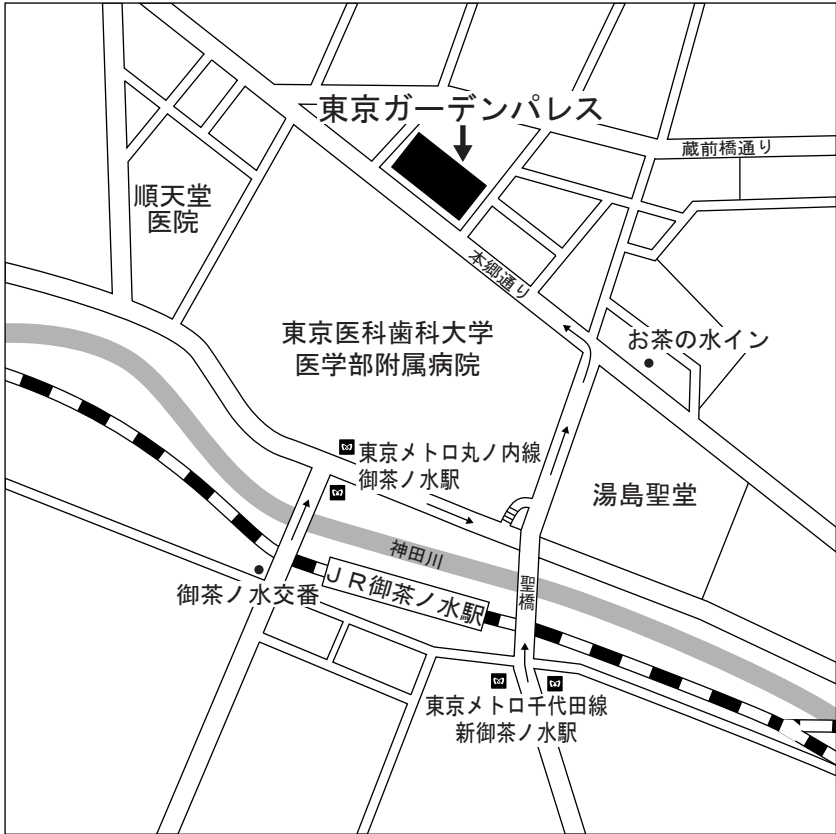 東京ガーデンパレス
蔵前橋通り
順天堂
医院
本郷通り
東京医科歯科大学
医学部附属病院
お茶の水イン
東京メトロ丸ノ内線
御茶ノ水駅
湯島聖堂
神田川
聖橋
JR御茶ノ水駅
御茶ノ水交番
東京メトロ千代田線
新御茶ノ水駅